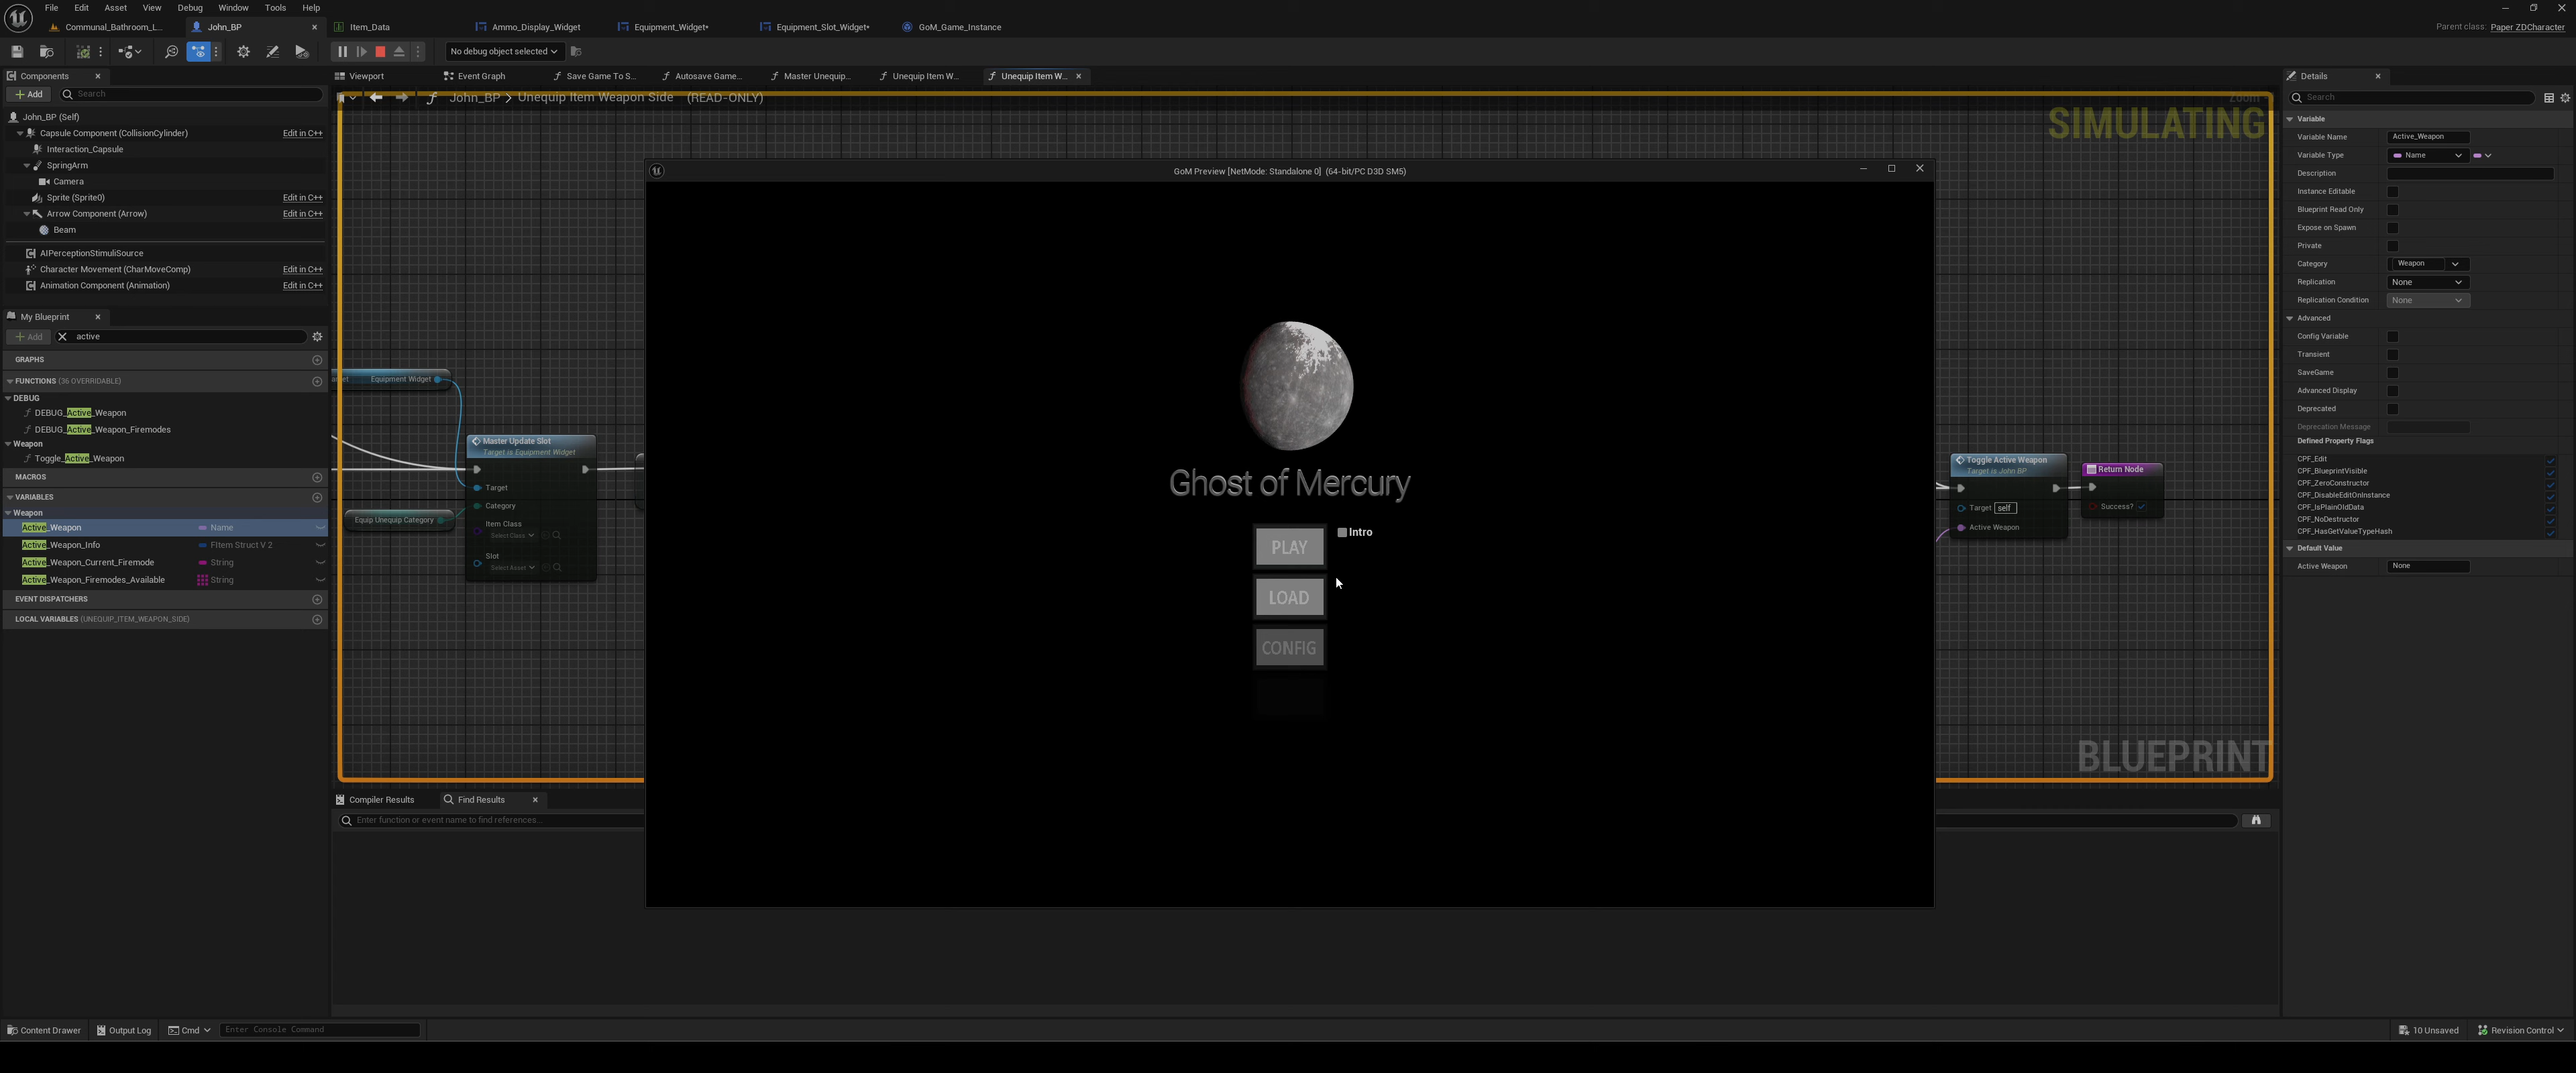 File Edit Asset View Debug Window Tools Help
Communal_Bathroom_L... John_BP Item_Data Ammo_Display_Widget Equipment_Widget* Equipment_Slot_Widget* GoM_Game_Instance
Parent class: Paper ZDCharacter
No debug object selected
Components
Add Search
John_BP (Self)
Capsule Component (CollisionCylinder) Edit in C++
Interaction_Capsule
SpringArm
Camera
Sprite (Sprite0) Edit in C++
Arrow Component (Arrow) Edit in C++
Beam
AIPerceptionStimuliSource
Character Movement (CharMoveComp) Edit in C++
Animation Component (Animation) Edit in C++
My Blueprint
Add active
GRAPHS
FUNCTIONS (36 OVERRIDABLE)
DEBUG
DEBUG_Active_Weapon
DEBUG_Active_Weapon_Firemodes
Weapon
Toggle_Active_Weapon
MACROS
VARIABLES
Weapon
Active_Weapon Name
Active_Weapon_Info FItem Struct V 2
Active_Weapon_Current_Firemode String
Active_Weapon_Firemodes_Available String
EVENT DISPATCHERS
LOCAL VARIABLES (UNEQUIP_ITEM_WEAPON_SIDE)
Viewport Event Graph Save Game To S... Autosave Game... Master Unequip... Unequip Item W... Unequip Item W...
John_BP > Unequip Item Weapon Side (READ-ONLY)
Zoom
SIMULATING
Equipment Widget
Master Update Slot
Target is Equipment Widget
Target
Category
Equip Unequip Category
Item Class
Select Class
Slot
Select Asset
GoM Preview [NetMode: Standalone 0] (64-bit/PC D3D SM5)
Ghost of Mercury
PLAY
Intro
LOAD
CONFIG
Toggle Active Weapon
Target is John BP
Target self
Active Weapon
Return Node
Success?
BLUEPRINT
Compiler Results Find Results
Enter function or event name to find references...
Details
Search
Variable
Variable Name Active_Weapon
Variable Type Name
Description
Instance Editable
Blueprint Read Only
Expose on Spawn
Private
Category Weapon
Replication None
Replication Condition None
Advanced
Config Variable
Transient
SaveGame
Advanced Display
Deprecated
Deprecation Message
Defined Property Flags
CPF_Edit
CPF_BlueprintVisible
CPF_ZeroConstructor
CPF_DisableEditOnInstance
CPF_IsPlainOldData
CPF_NoDestructor
CPF_HasGetValueTypeHash
Default Value
Active Weapon None
Content Drawer Output Log Cmd Enter Console Command
10 Unsaved Revision Control